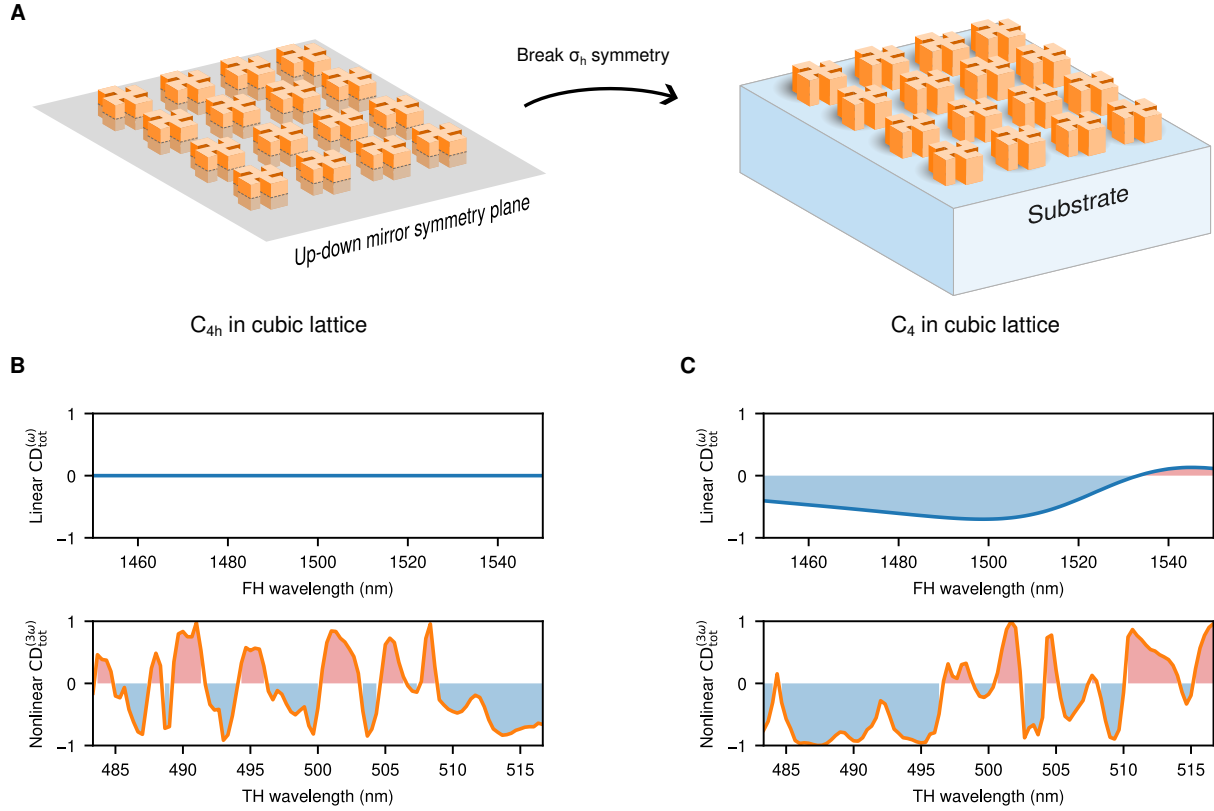 A
Break σh symmetry
Up-down mirror symmetry plane
Substrate
C4h in cubic lattice
C4 in cubic lattice
B
C
Linear CD(ω)tot
1
0
−1
1460 1480 1500 1520 1540
FH wavelength (nm)
Nonlinear CD(3ω)tot
1
0
−1
485 490 495 500 505 510 515
TH wavelength (nm)
Linear CD(ω)tot
1
0
−1
1460 1480 1500 1520 1540
FH wavelength (nm)
Nonlinear CD(3ω)tot
1
0
−1
485 490 495 500 505 510 515
TH wavelength (nm)